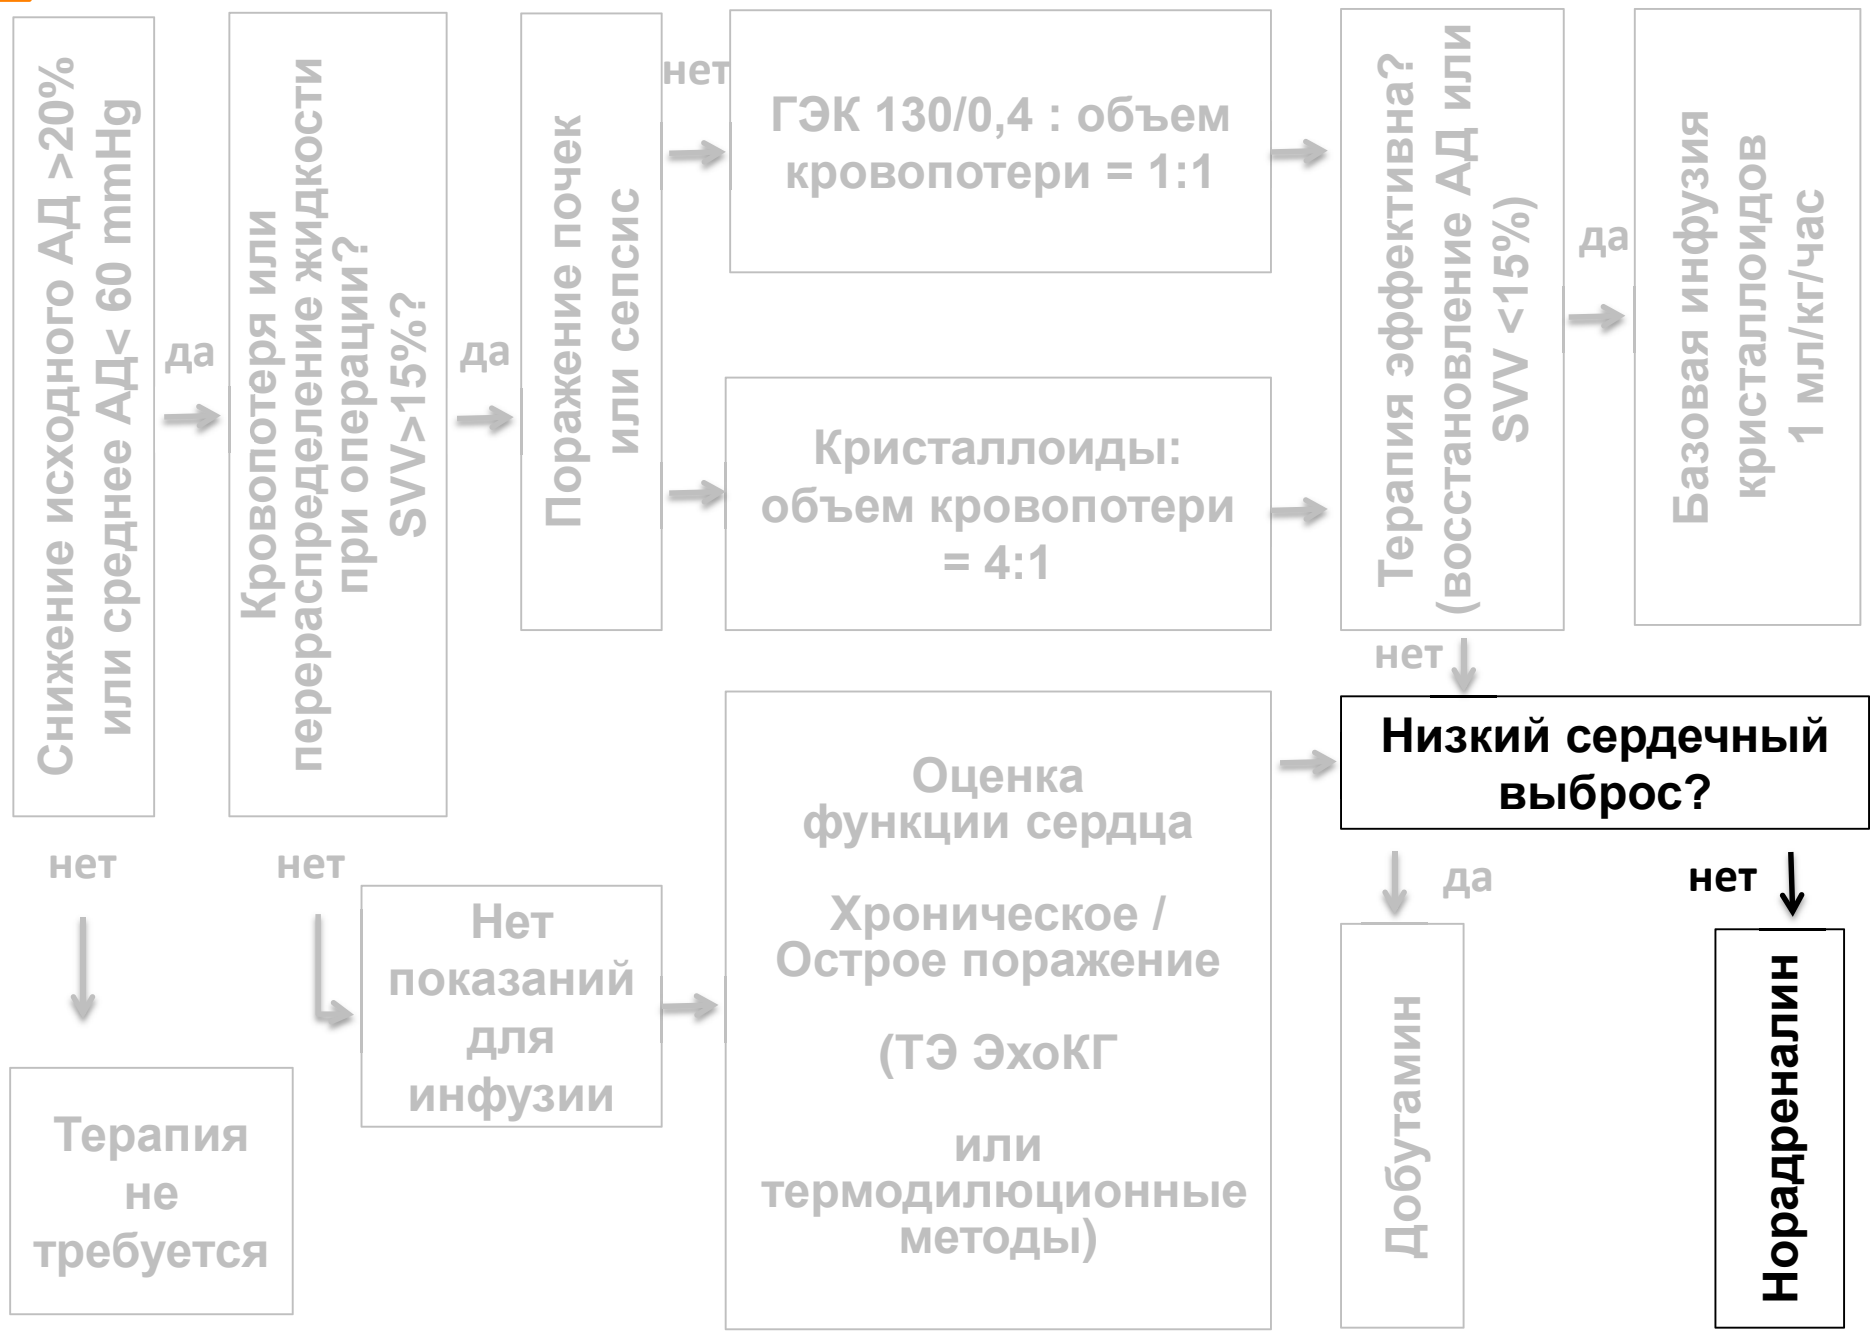 Снижение исходного АД >20%
или среднее АД< 60 mmHg
да
нет
Терапия
не
требуется
Кровопотеря или
перераспределение жидкости
при операции?
SVV>15%?
да
нет
Нет
показаний
для
инфузии
Поражение почек
или сепсис
нет
ГЭК 130/0,4 : объем
кровопотери = 1:1
Кристаллоиды:
объем кровопотери
= 4:1
Оценка
функции сердца
Хроническое /
Острое поражение
(ТЭ ЭхоКГ
или
термодилюционные
методы)
Терапия эффективна?
(восстановление АД или
SVV <15%)
да
Базовая инфузия
кристаллоидов
1 мл/кг/час
нет
Низкий сердечный
выброс?
да
Добутамин
нет
Норадреналин